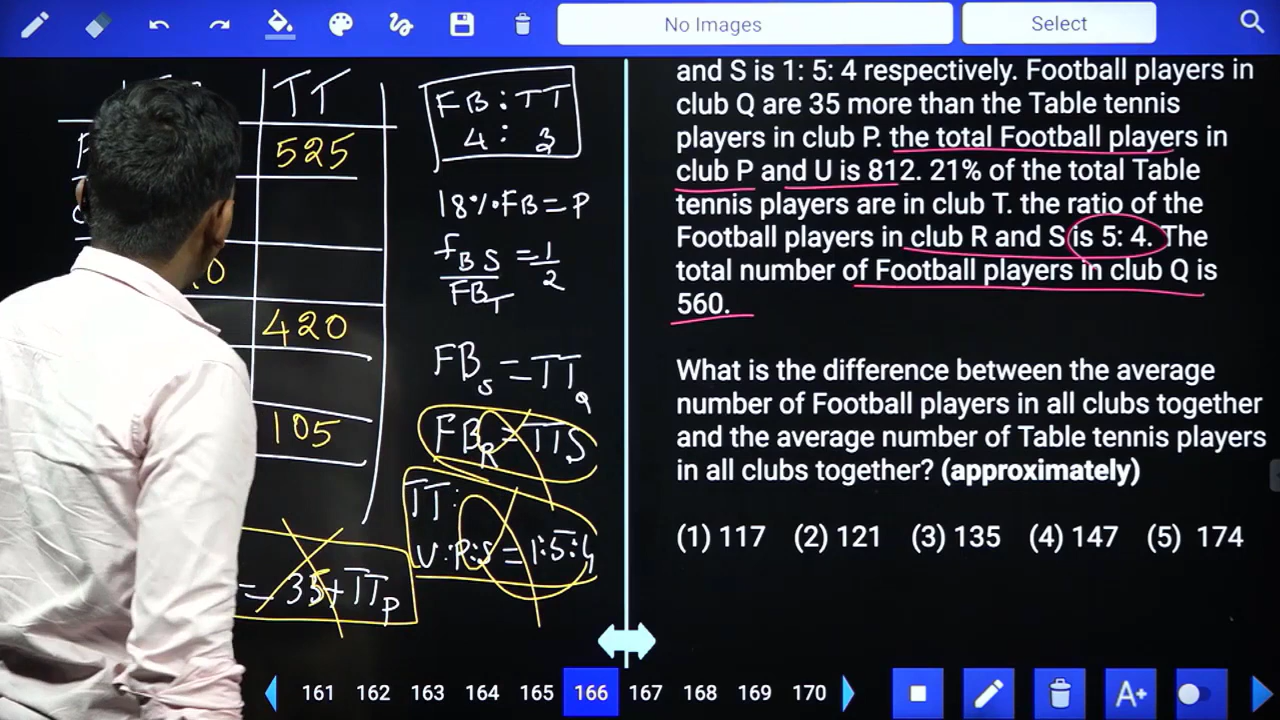 No Images
Select
TT
525
0
420
105
= 35+TTP
FB : TT
4 : 3
18% FB = P
fBS/FBT = 1/2
FBS = TTQ
FBR = TTS
TT:
U:P:S = 1:5:4
and S is 1: 5: 4 respectively. Football players in
club Q are 35 more than the Table tennis
players in club P. the total Football players in
club P and U is 812. 21% of the total Table
tennis players are in club T. the ratio of the
Football players in club R and S is 5: 4. The
total number of Football players in club Q is
560.
What is the difference between the average
number of Football players in all clubs together
and the average number of Table tennis players
in all clubs together? (approximately)
(1) 117 (2) 121 (3) 135 (4) 147 (5) 174
161 162 163 164 165 166 167 168 169 170
A+